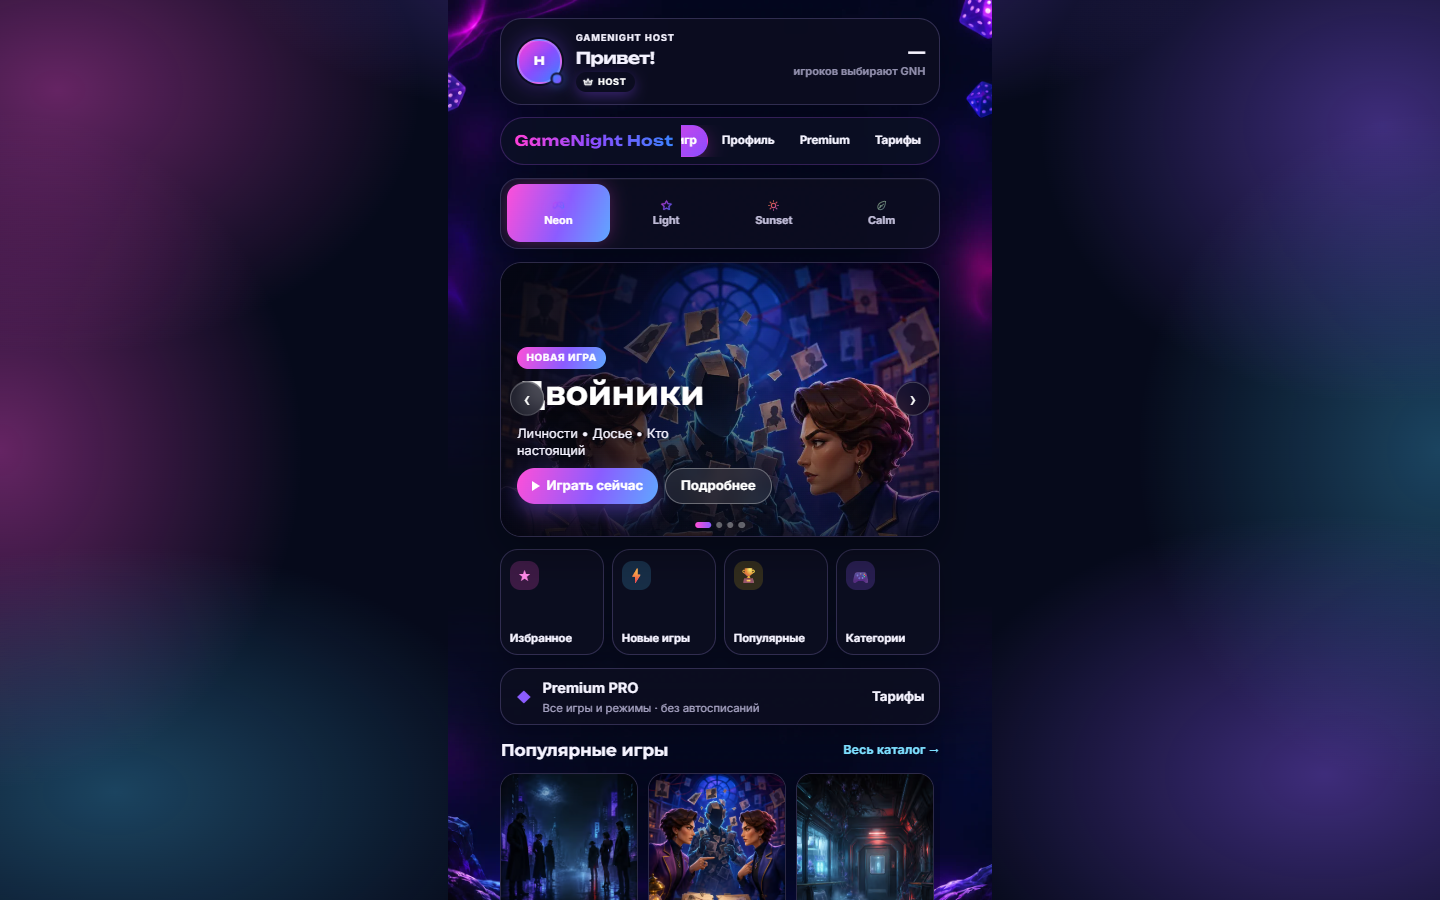 H
GAMENIGHT HOST
Привет!
HOST
—
игроков выбирают GNH
GameNight Host
игр
Профиль
Premium
Тарифы
Neon
Light
Sunset
Calm
НОВАЯ ИГРА
войники
Личности • Досье • Кто
настоящий
Играть сейчас
Подробнее
Избранное
Новые игры
Популярные
Категории
Premium PRO
Все игры и режимы · без автосписаний
Тарифы
Популярные игры
Весь каталог →